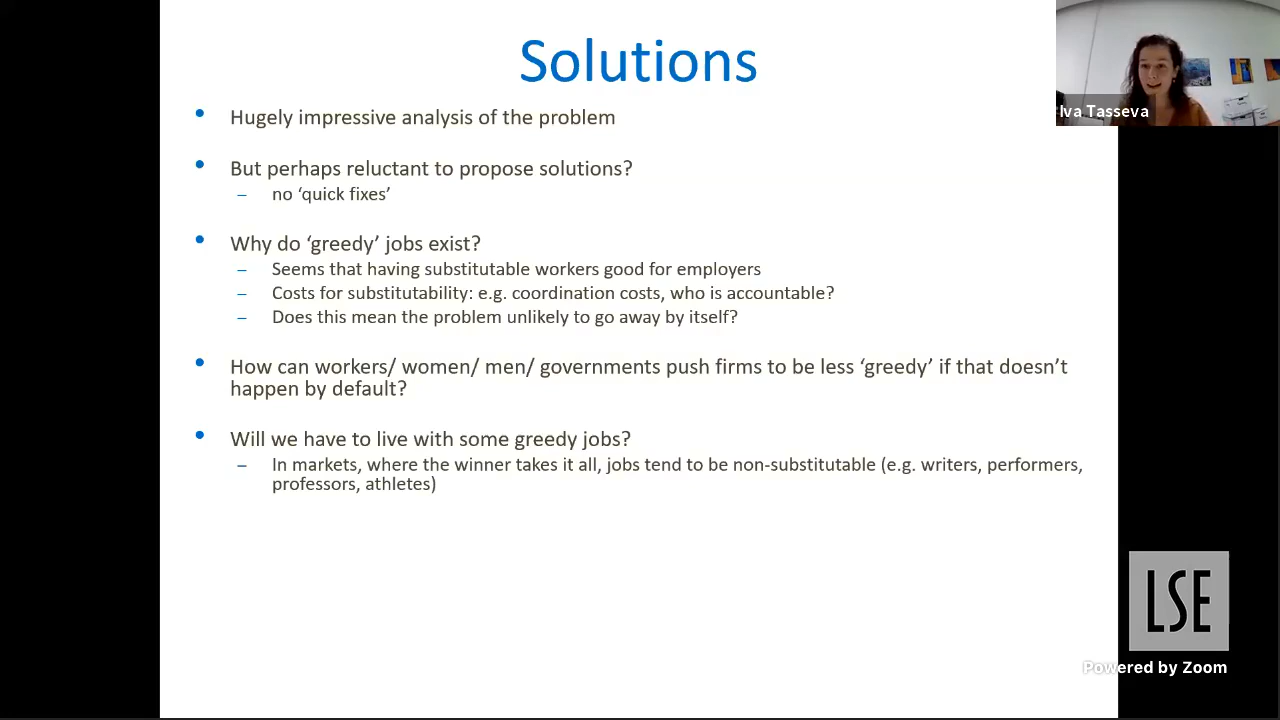 Solutions
Iva Tasseva
• Hugely impressive analysis of the problem
• But perhaps reluctant to propose solutions?
– no ‘quick fixes’
• Why do ‘greedy’ jobs exist?
– Seems that having substitutable workers good for employers
– Costs for substitutability: e.g. coordination costs, who is accountable?
– Does this mean the problem unlikely to go away by itself?
• How can workers/ women/ men/ governments push firms to be less ‘greedy’ if that doesn’t
happen by default?
• Will we have to live with some greedy jobs?
– In markets, where the winner takes it all, jobs tend to be non-substitutable (e.g. writers, performers,
professors, athletes)
LSE
Powered by Zoom